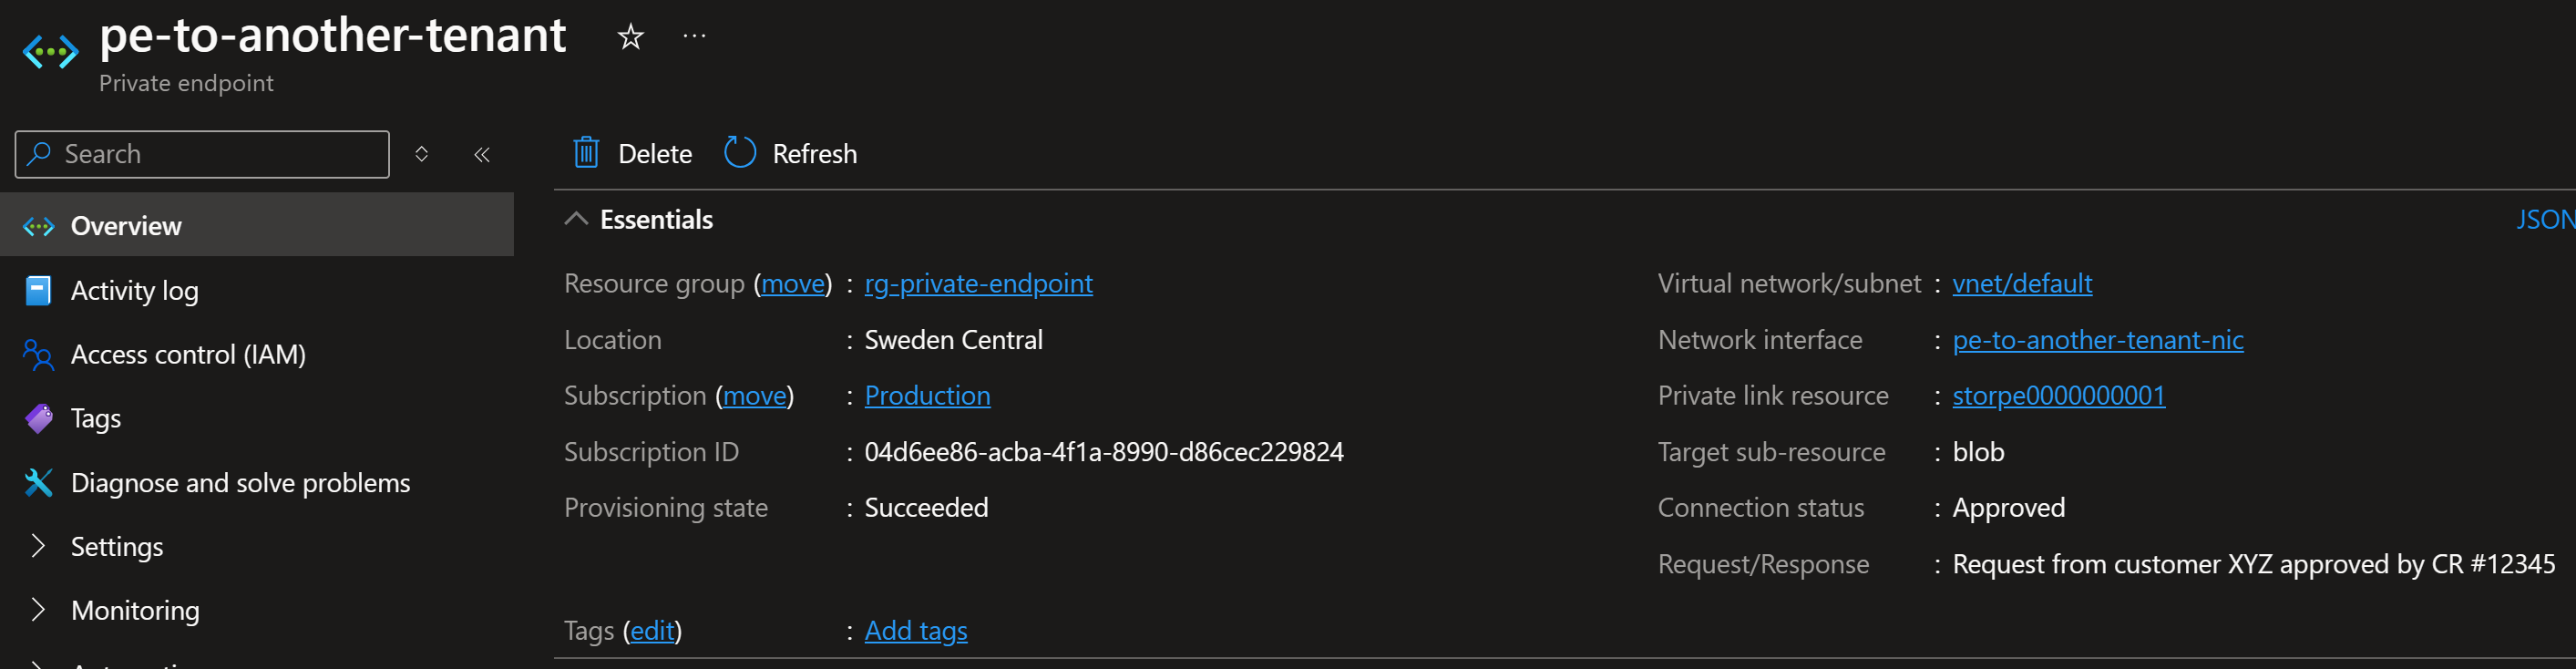 pe-to-another-tenant
Private endpoint
Search
Delete
Refresh
Overview
Activity log
Access control (IAM)
Tags
Diagnose and solve problems
Settings
Monitoring
Essentials
JSON
Resource group (move) : rg-private-endpoint
Location : Sweden Central
Subscription (move) : Production
Subscription ID : 04d6ee86-acba-4f1a-8990-d86cec229824
Provisioning state : Succeeded
Virtual network/subnet : vnet/default
Network interface : pe-to-another-tenant-nic
Private link resource : storpe0000000001
Target sub-resource : blob
Connection status : Approved
Request/Response : Request from customer XYZ approved by CR #12345
Tags (edit) : Add tags